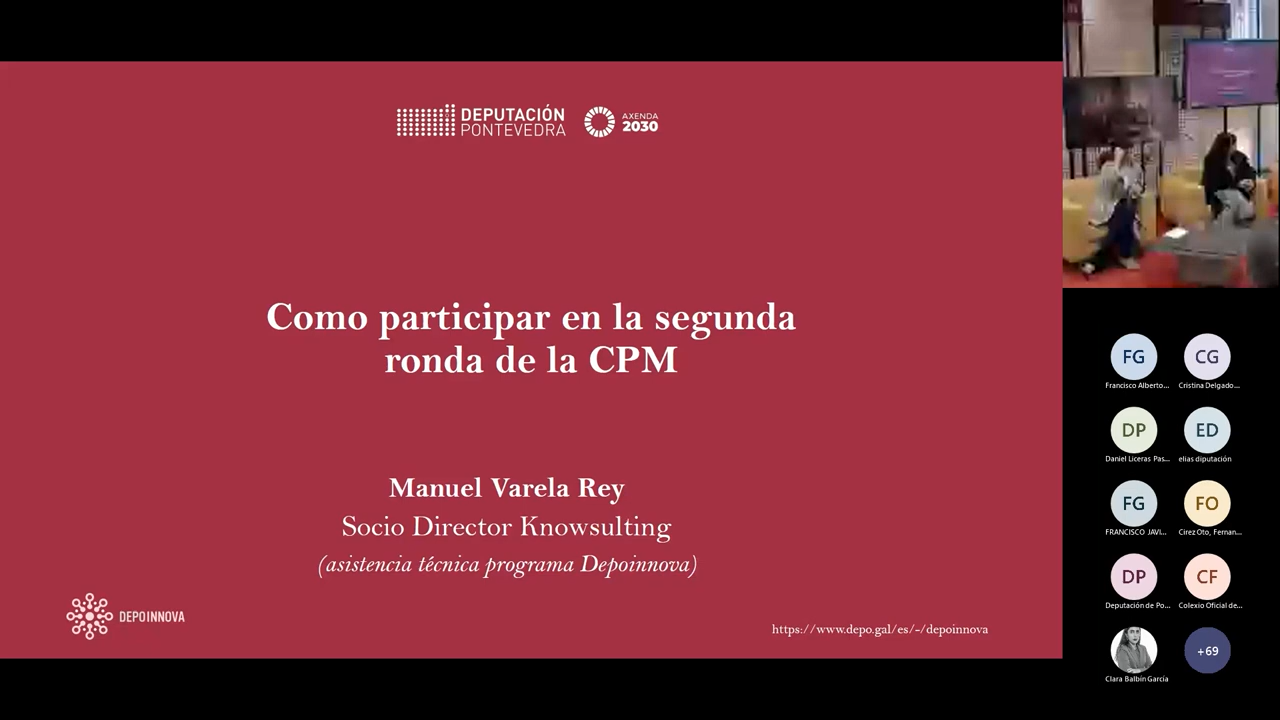 DEPUTACIÓN
PONTEVEDRA
AXENDA
2030
Como participar en la segunda
ronda de la CPM
Manuel Varela Rey
Socio Director Knowsulting
(asistencia técnica programa Depoinnova)
DEPOINNOVA
https://www.depo.gal/es/-/depoinnova
FG
CG
Francisco Alberto...
Cristina Delgado...
DP
ED
Daniel Liceras Pas...
elias diputación
FG
FO
FRANCISCO JAVI...
Cirez Oto, Fernan...
DP
CF
Deputación de Po...
Colexio Oficial de...
+69
Clara Balbín García